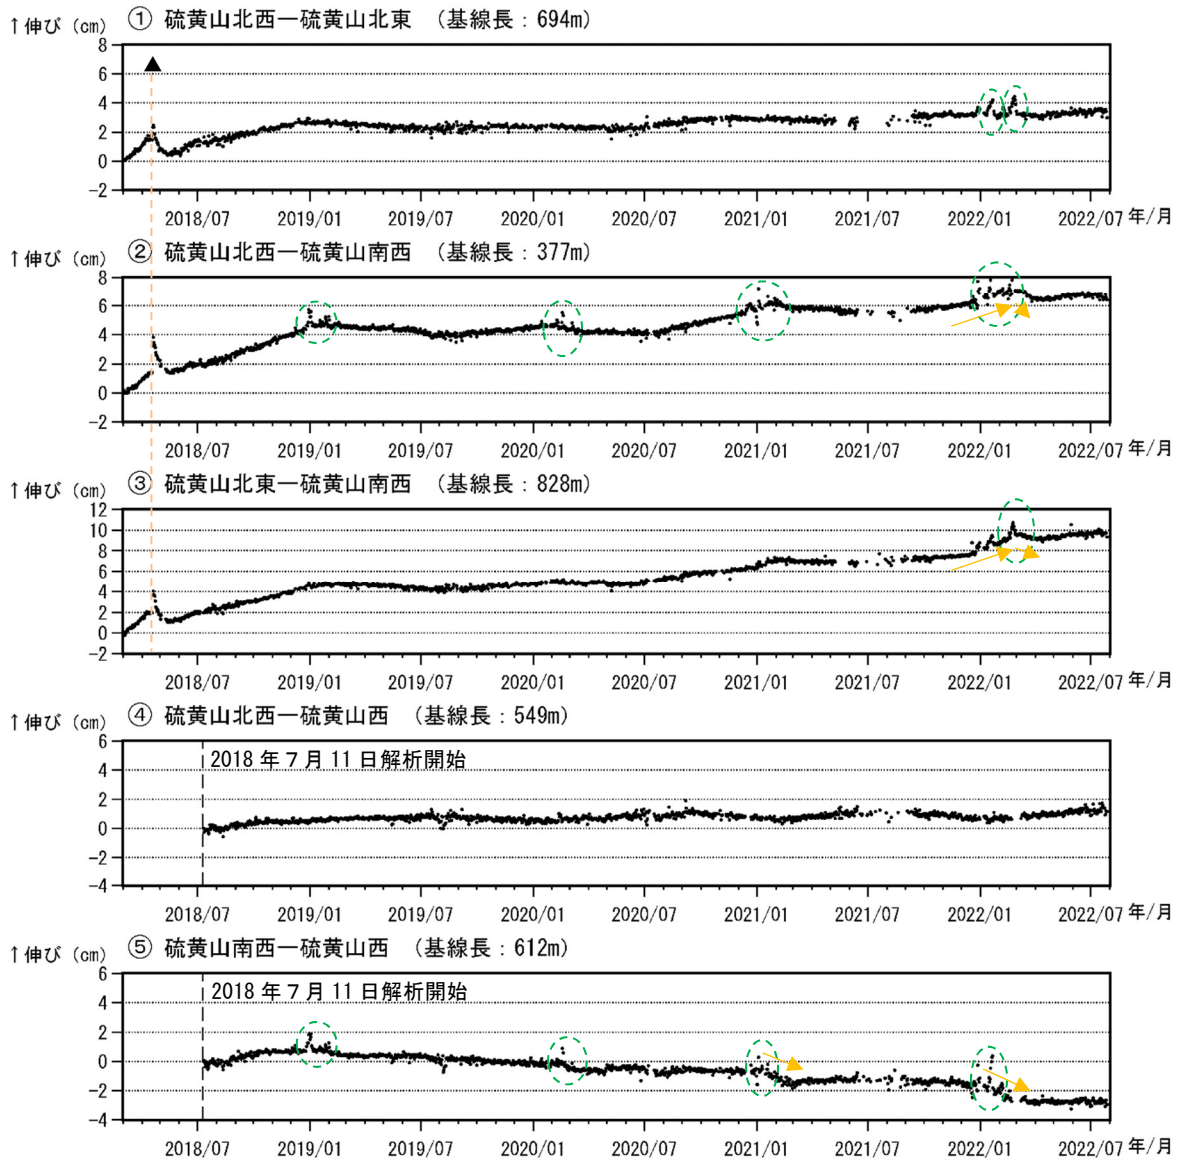 ↑伸び (cm) ① 硫黄山北西―硫黄山北東 (基線長:694m)
8
6
4
2
0
-2
2018/07 2019/01 2019/07 2020/01 2020/07 2021/01 2021/07 2022/01 2022/07 年/月
↑伸び (cm) ② 硫黄山北西―硫黄山南西 (基線長:377m)
8
6
4
2
0
-2
2018/07 2019/01 2019/07 2020/01 2020/07 2021/01 2021/07 2022/01 2022/07 年/月
↑伸び (cm) ③ 硫黄山北東―硫黄山南西 (基線長:828m)
12
10
8
6
4
2
0
-2
2018/07 2019/01 2019/07 2020/01 2020/07 2021/01 2021/07 2022/01 2022/07 年/月
↑伸び (cm) ④ 硫黄山北西―硫黄山西 (基線長:549m)
6
2018 年7月 11 日解析開始
4
2
0
-2
-4
2018/07 2019/01 2019/07 2020/01 2020/07 2021/01 2021/07 2022/01 2022/07 年/月
↑伸び (cm) ⑤ 硫黄山南西―硫黄山西 (基線長:612m)
6
2018 年7月 11 日解析開始
4
2
0
-2
-4
2018/07 2019/01 2019/07 2020/01 2020/07 2021/01 2021/07 2022/01 2022/07 年/月